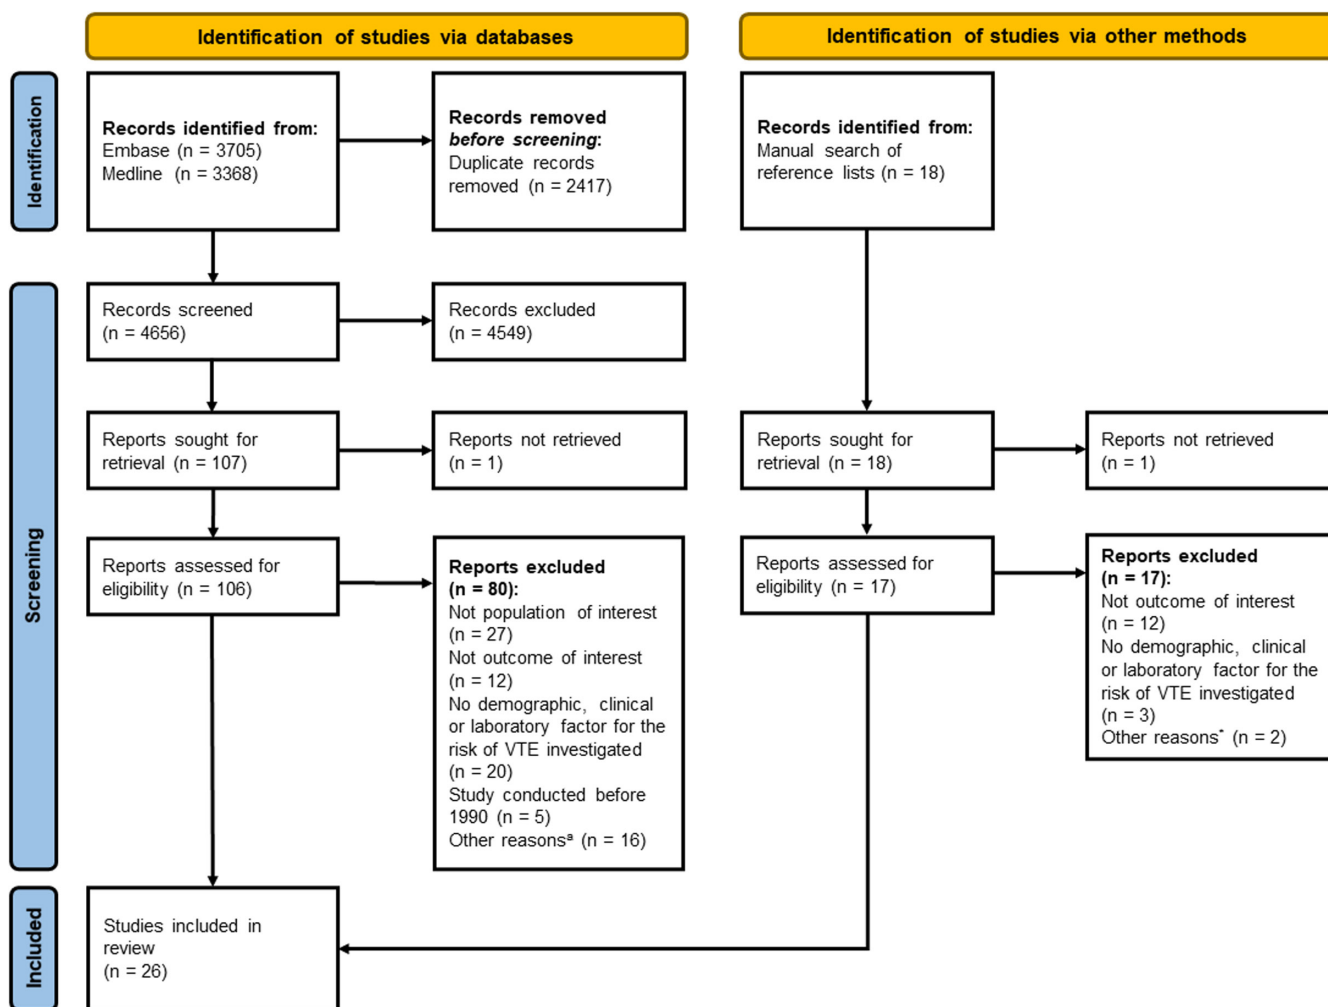 Identification of studies via databases
Identification of studies via other methods
Identification
Records identified from:
Embase (n = 3705)
Medline (n = 3368)
Records removed
before screening:
Duplicate records
removed (n = 2417)
Records identified from:
Manual search of
reference lists (n = 18)
Screening
Records screened
(n = 4656)
Records excluded
(n = 4549)
Reports sought for
retrieval (n = 107)
Reports not retrieved
(n = 1)
Reports sought for
retrieval (n = 18)
Reports not retrieved
(n = 1)
Reports assessed for
eligibility (n = 106)
Reports excluded
(n = 80):
Not population of interest
(n = 27)
Not outcome of interest
(n = 12)
No demographic, clinical
or laboratory factor for the
risk of VTE investigated
(n = 20)
Study conducted before
1990 (n = 5)
Other reasonsª (n = 16)
Reports assessed for
eligibility (n = 17)
Reports excluded
(n = 17):
Not outcome of interest
(n = 12)
No demographic, clinical
or laboratory factor for the
risk of VTE investigated
(n = 3)
Other reasons* (n = 2)
Included
Studies included in
review
(n = 26)